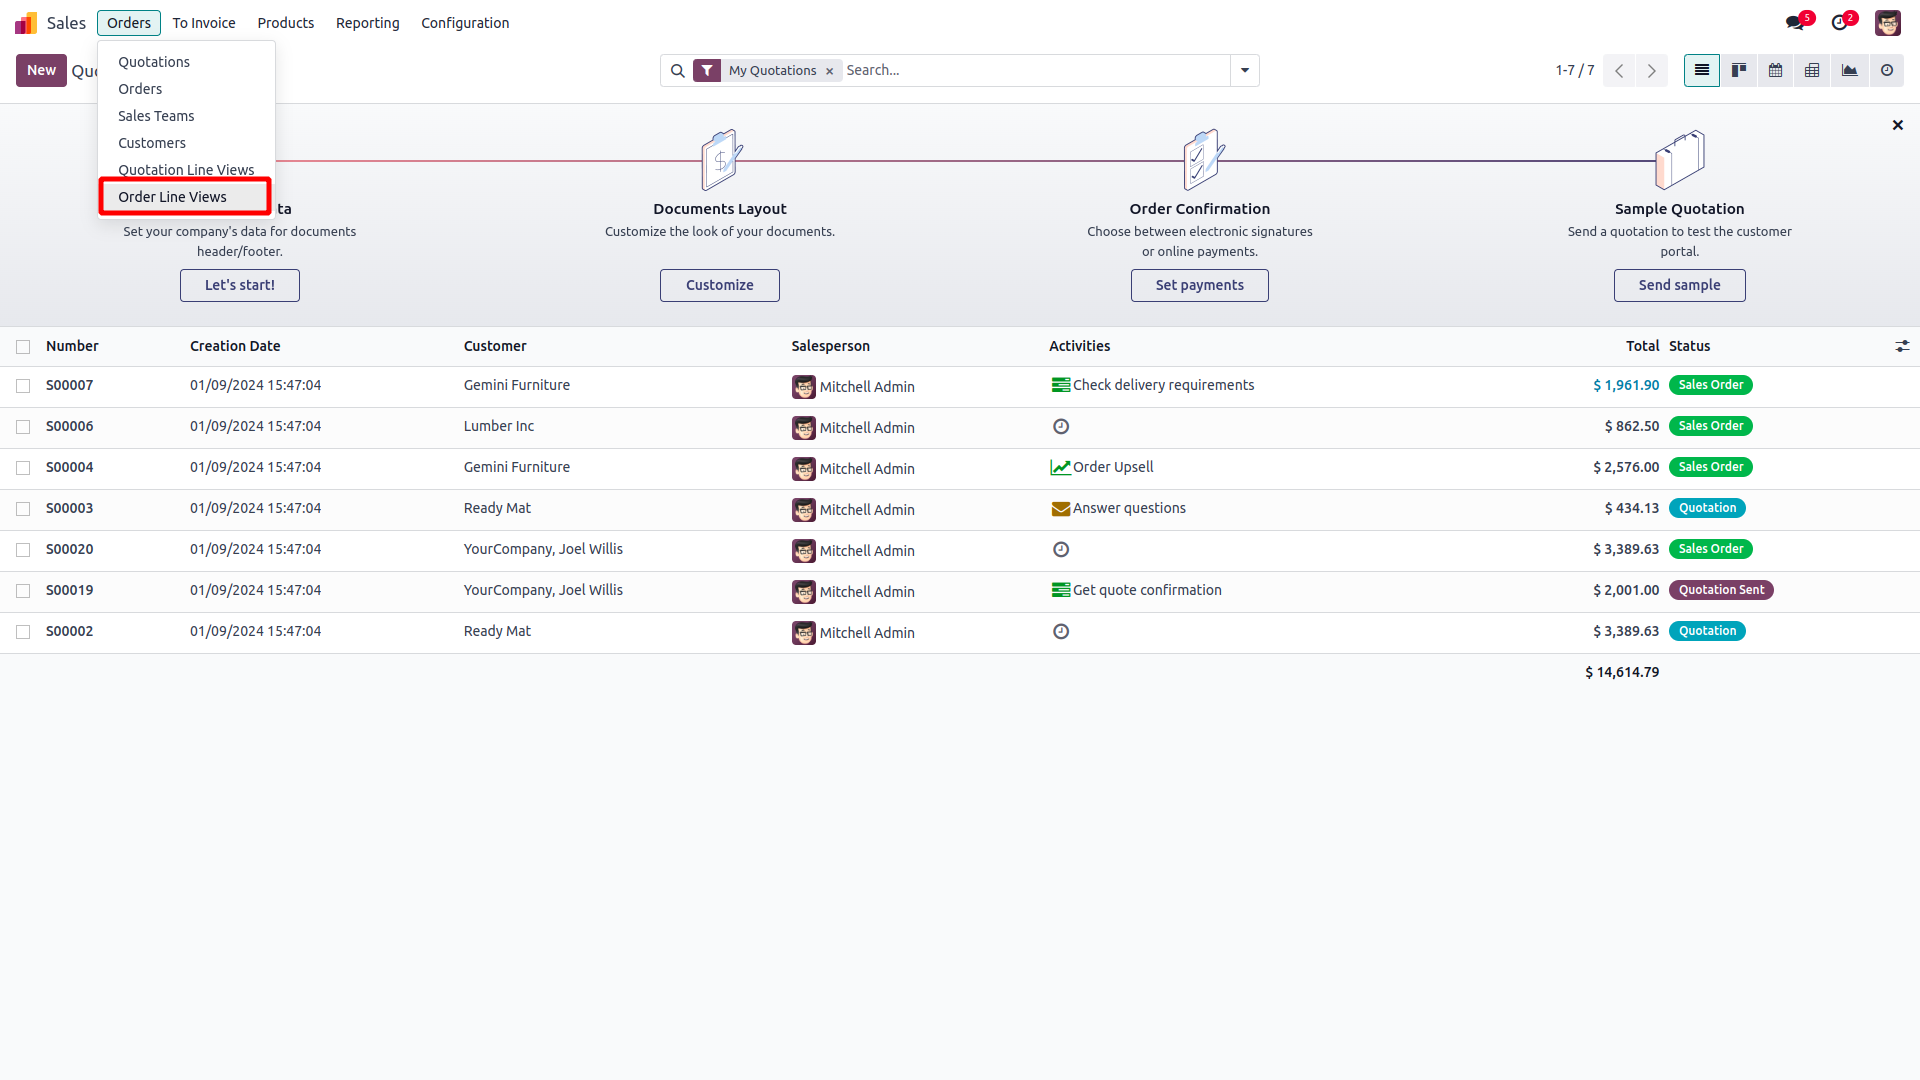 Sales Orders To Invoice Products Reporting Configuration 5 2
New Quo My Quotations × Search... 1-7 / 7
Quotations
Orders
Sales Teams
Customers
Quotation Line Views
Order Line Views
ta Documents Layout Order Confirmation Sample Quotation
Set your company's data for documents Customize the look of your documents. Choose between electronic signatures Send a quotation to test the customer
header/footer. or online payments. portal.
Let's start! Customize Set payments Send sample
Number Creation Date Customer Salesperson Activities Total Status
S00007 01/09/2024 15:47:04 Gemini Furniture Mitchell Admin Check delivery requirements $ 1,961.90 Sales Order
S00006 01/09/2024 15:47:04 Lumber Inc Mitchell Admin $ 862.50 Sales Order
S00004 01/09/2024 15:47:04 Gemini Furniture Mitchell Admin Order Upsell $ 2,576.00 Sales Order
S00003 01/09/2024 15:47:04 Ready Mat Mitchell Admin Answer questions $ 434.13 Quotation
S00020 01/09/2024 15:47:04 YourCompany, Joel Willis Mitchell Admin $ 3,389.63 Sales Order
S00019 01/09/2024 15:47:04 YourCompany, Joel Willis Mitchell Admin Get quote confirmation $ 2,001.00 Quotation Sent
S00002 01/09/2024 15:47:04 Ready Mat Mitchell Admin $ 3,389.63 Quotation
$ 14,614.79